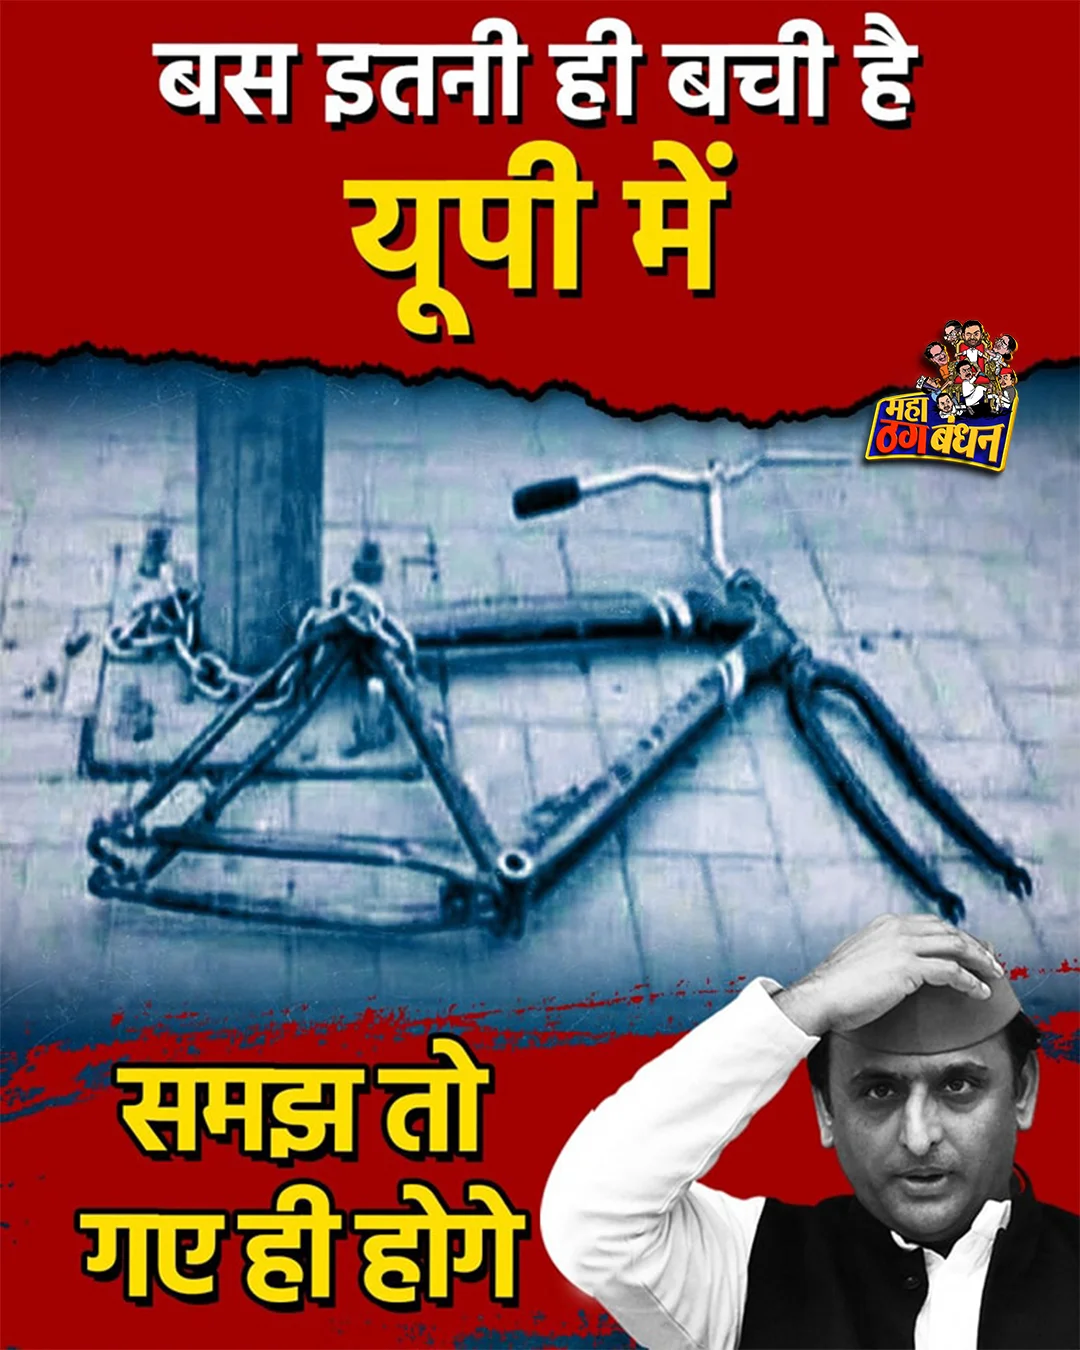 बस इतनी ही बची है
यूपी में
महा
ठग बंधन
समझ तो
गए ही होगे